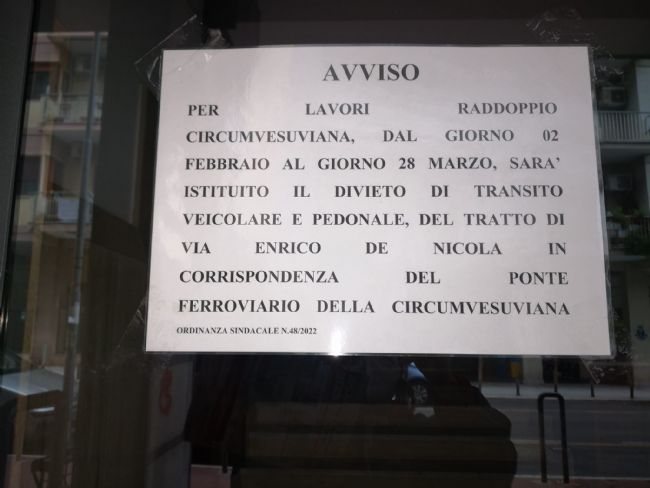 AVVISO
PER LAVORI RADDOPPIO
CIRCUMVESUVIANA, DAL GIORNO 02
FEBBRAIO AL GIORNO 28 MARZO, SARA'
ISTITUITO IL DIVIETO DI TRANSITO
VEICOLARE E PEDONALE, DEL TRATTO DI
VIA ENRICO DE NICOLA IN
CORRISPONDENZA DEL PONTE
FERROVIARIO DELLA CIRCUMVESUVIANA
ORDINANZA SINDACALE N.48/2022